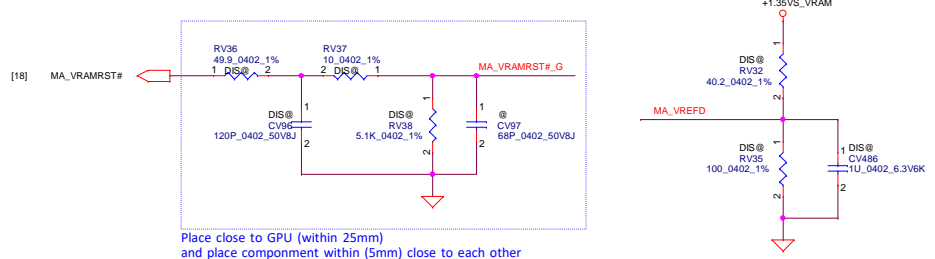 +1.35VS_VRAM
RV36
49.9_0402_1%
1 DIS@ 2
RV37
10_0402_1%
2 DIS@ 1
[18] MA_VRAMRST#
MA_VRAMRST#_G
1
DIS@
RV32
40.2_0402_1%
2
DIS@
CV96
120P_0402_50V8J
1
2
DIS@
RV38
5.1K_0402_1%
1
2
@
CV97
68P_0402_50V8J
1
2
MA_VREFD
DIS@
RV35
100_0402_1%
1
2
DIS@
CV486
1U_0402_6.3V6K
1
2
Place close to GPU (within 25mm)
and place componment within (5mm) close to each other